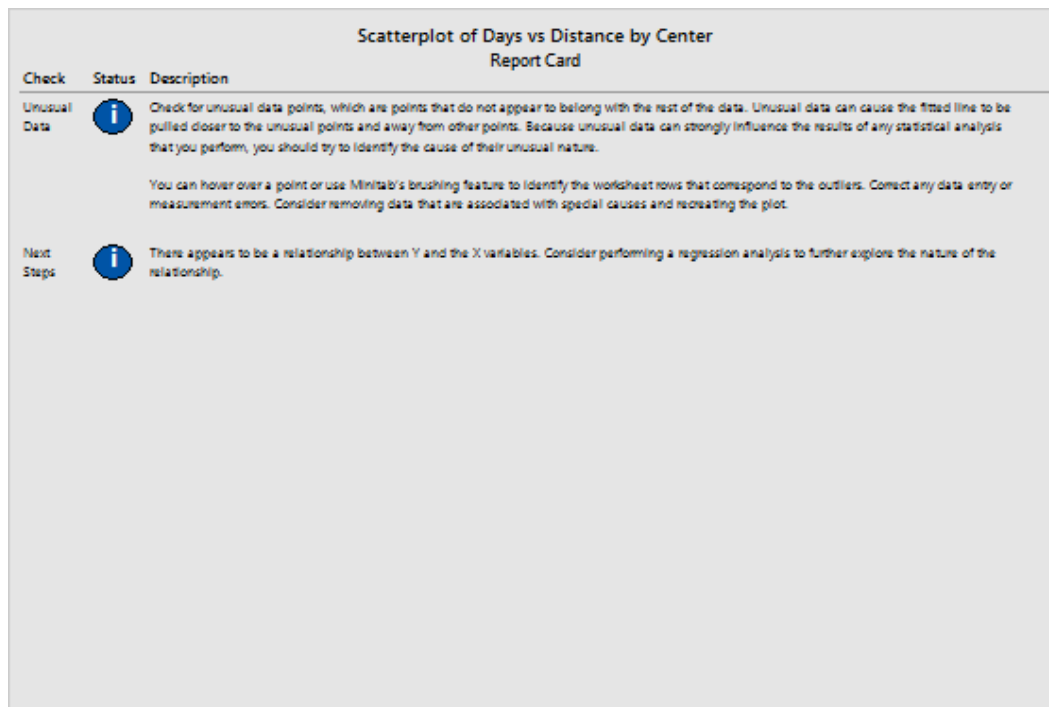 Scatterplot of Days vs Distance by Center
Report Card
Check Status Description
Unusual Data
i
Check for unusual data points, which are points that do not appear to belong with the rest of the data. Unusual data can cause the fitted line to be
pulled closer to the unusual points and away from other points. Because unusual data can strongly influence the results of any statistical analysis
that you perform, you should try to identify the cause of their unusual nature.
You can hover over a point or use Minitab's brushing feature to identify the worksheet rows that correspond to the outliers. Correct any data entry or
measurement errors. Consider removing data that are associated with special causes and recreating the plot.
Next Steps
i
There appears to be a relationship between Y and the X variables. Consider performing a regression analysis to further explore the nature of the
relationship.